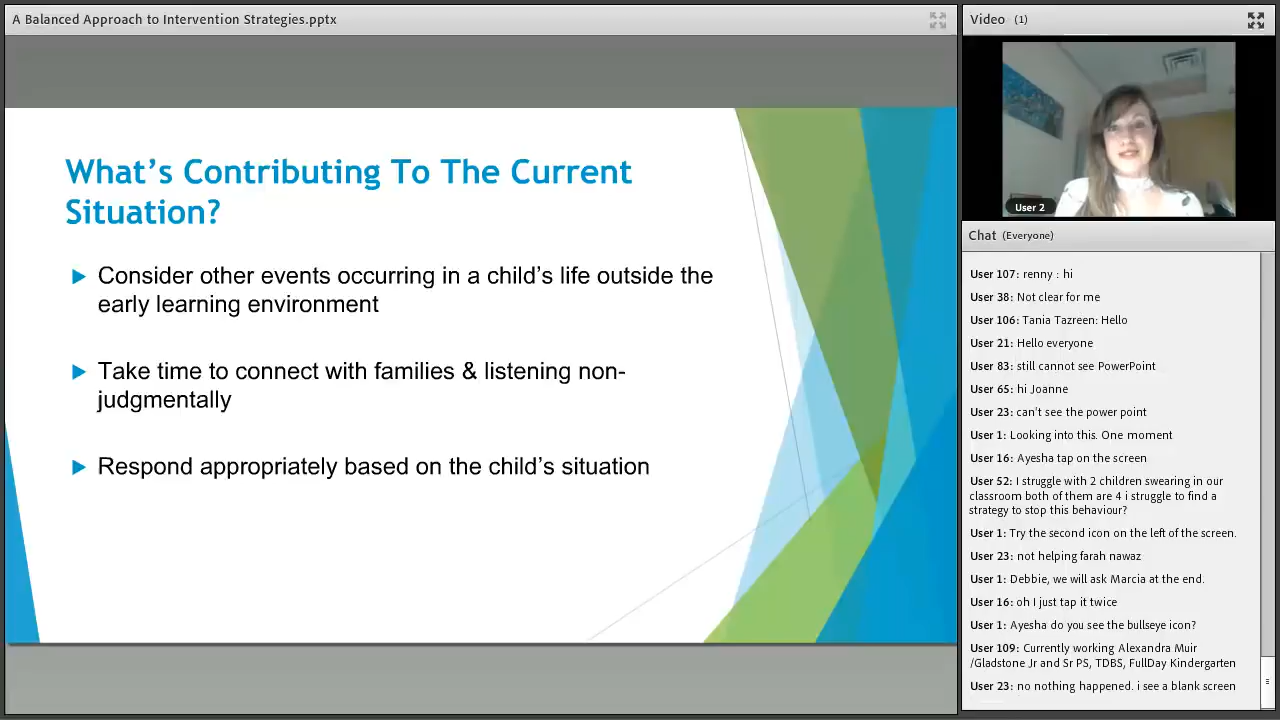 A Balanced Approach to Intervention Strategies.pptx
What's Contributing To The Current
Situation?
Consider other events occurring in a child's life outside the
early learning environment
Take time to connect with families & listening non-
judgmentally
Respond appropriately based on the child's situation
Video (1)
User 2
Chat (Everyone)
User 107: renny : hi
User 38: Not clear for me
User 106: Tania Tazreen: Hello
User 21: Hello everyone
User 83: still cannot see PowerPoint
User 65: hi Joanne
User 23: can't see the power point
User 1: Looking into this. One moment
User 16: Ayesha tap on the screen
User 52: I struggle with 2 children swearing in our
classroom both of them are 4 i struggle to find a
strategy to stop this behaviour?
User 1: Try the second icon on the left of the screen.
User 23: not helping farah nawaz
User 1: Debbie, we will ask Marcia at the end.
User 16: oh I just tap it twice
User 1: Ayesha do you see the bullseye icon?
User 109: Currently working Alexandra Muir
/Gladstone Jr and Sr PS, TDBS, FullDay Kindergarten
User 23: no nothing happened. i see a blank screen